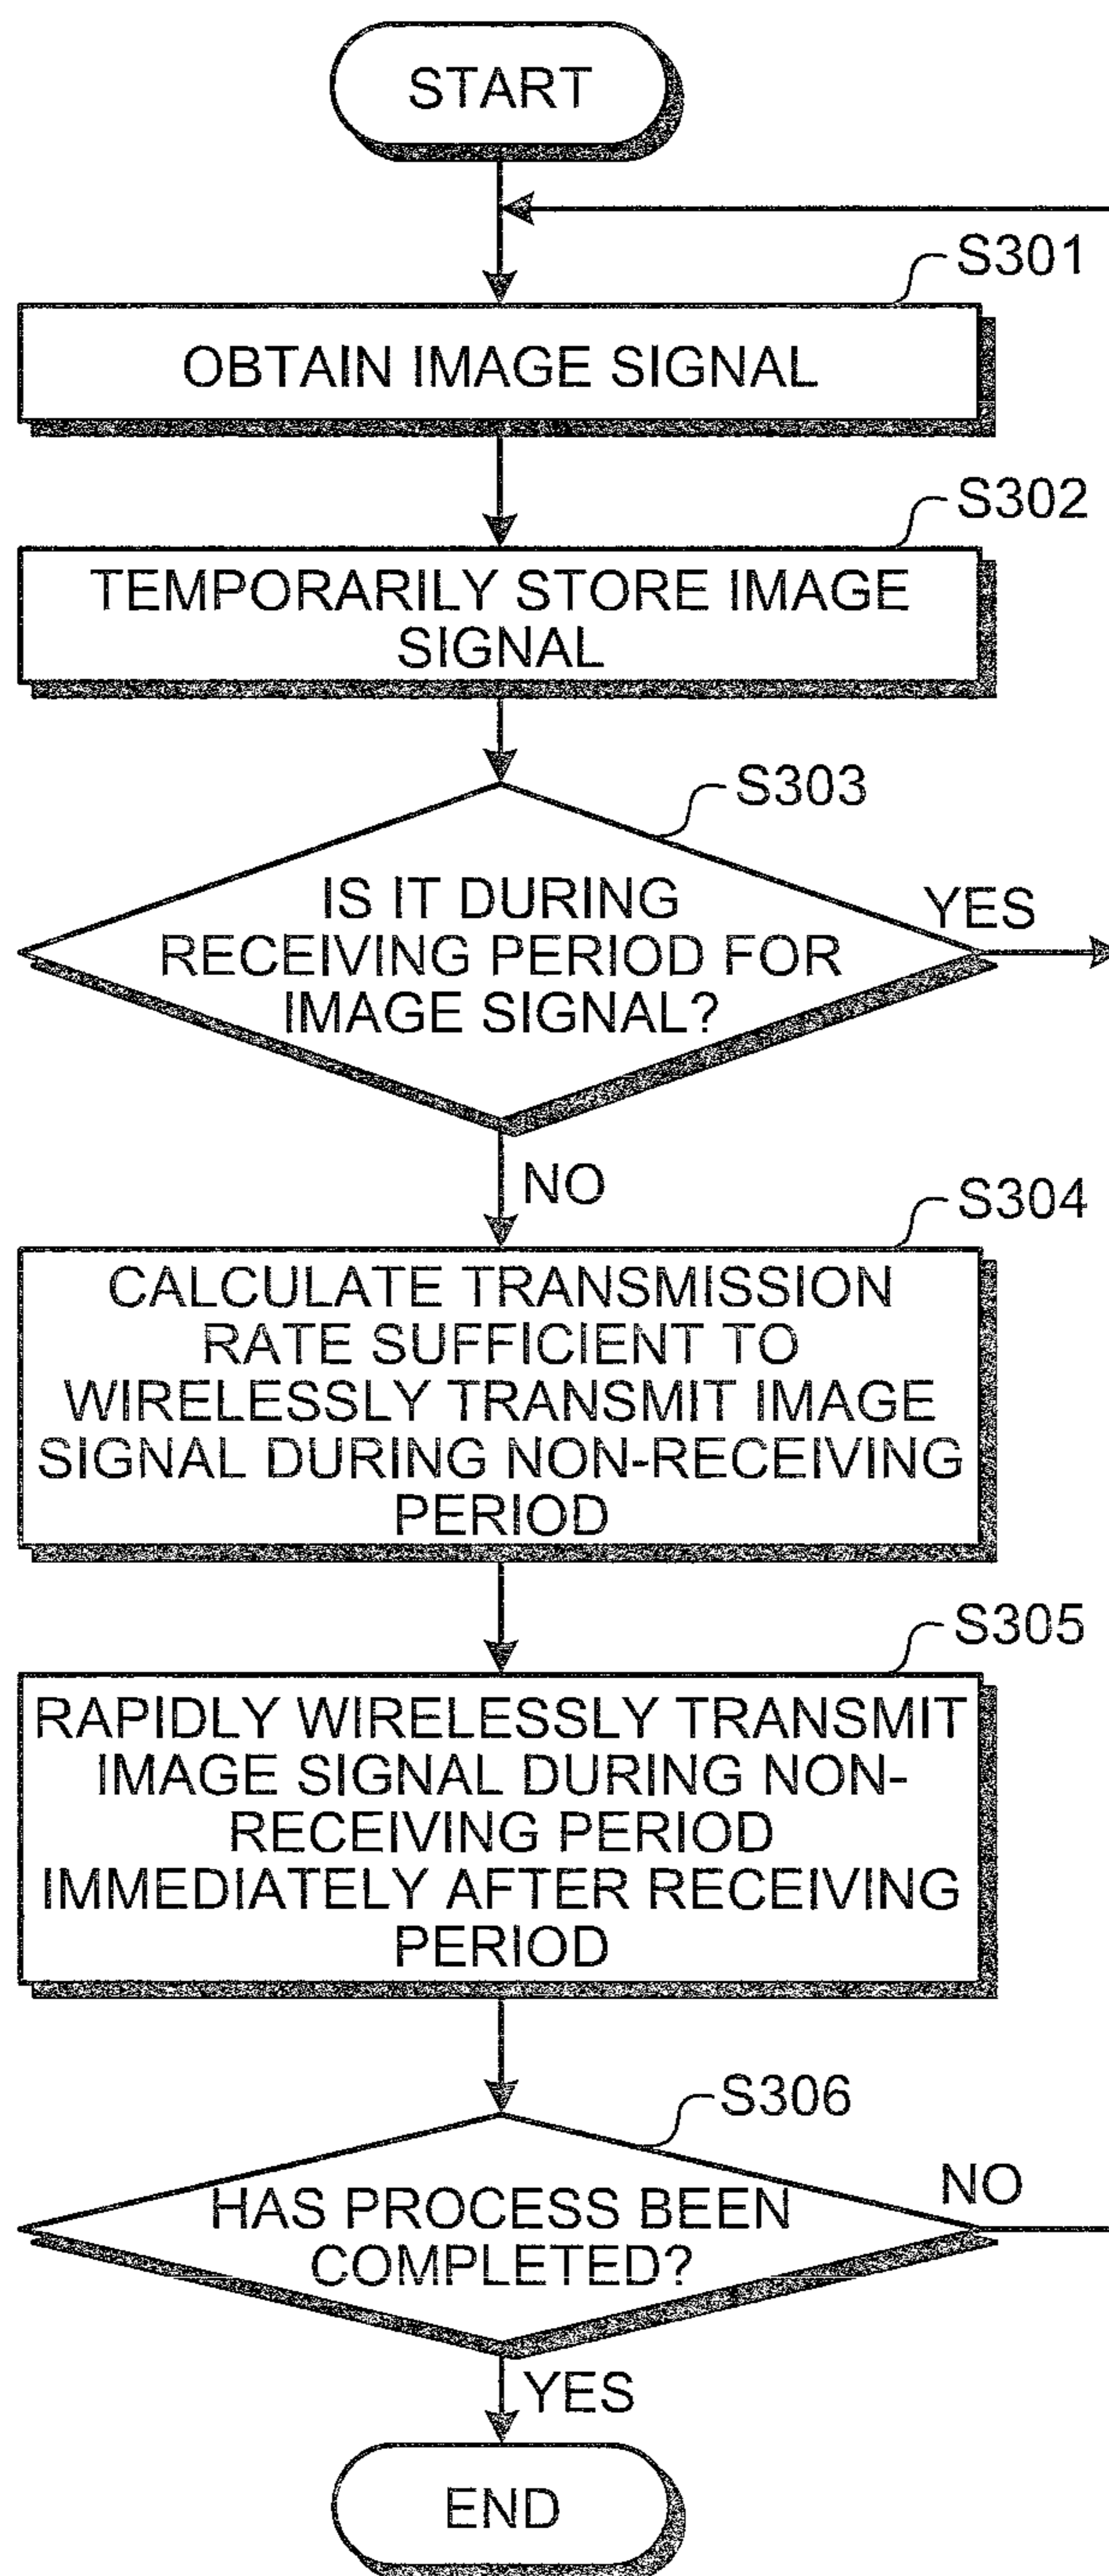 START
S301
OBTAIN IMAGE SIGNAL
S302
TEMPORARILY STORE IMAGE
SIGNAL
S303
IS IT DURING
RECEIVING PERIOD FOR
IMAGE SIGNAL?
YES
NO
S304
CALCULATE TRANSMISSION
RATE SUFFICIENT TO
WIRELESSLY TRANSMIT IMAGE
SIGNAL DURING NON-RECEIVING
PERIOD
S305
RAPIDLY WIRELESSLY TRANSMIT
IMAGE SIGNAL DURING NON-
RECEIVING PERIOD
IMMEDIATELY AFTER RECEIVING
PERIOD
S306
HAS PROCESS BEEN
COMPLETED?
NO
YES
END